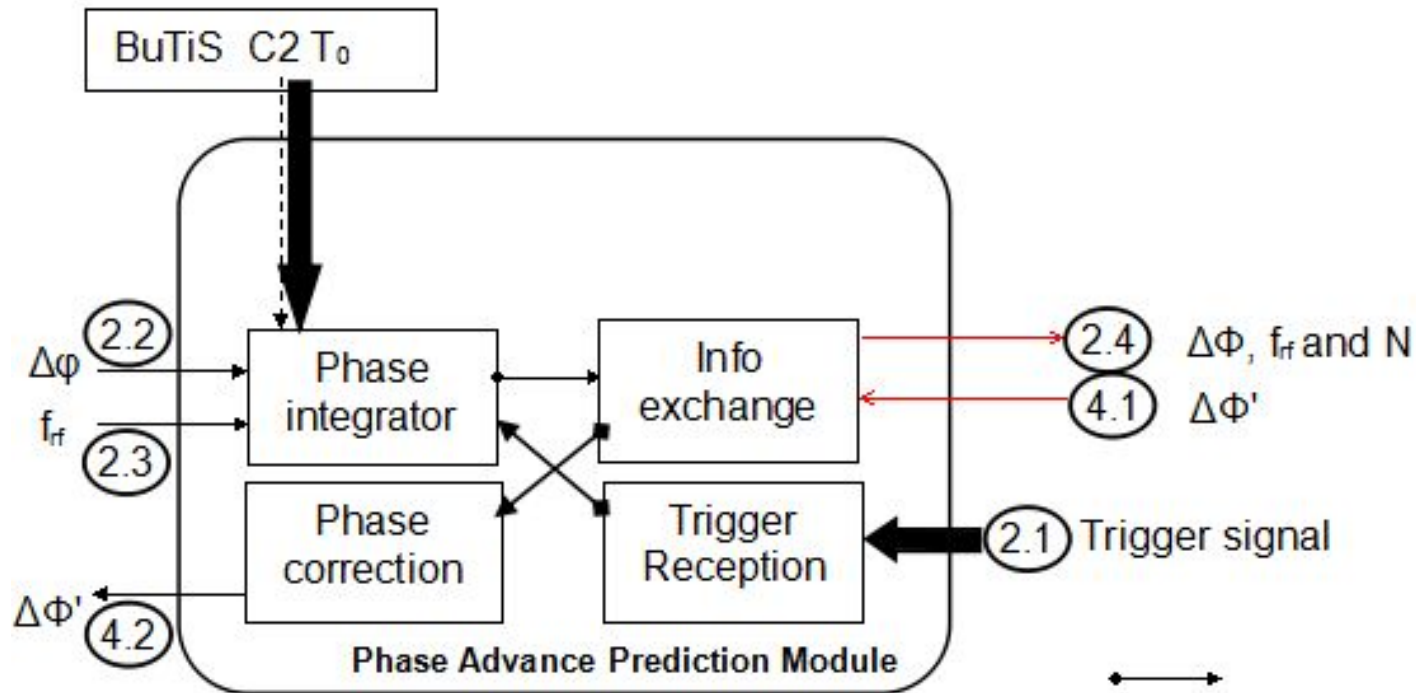 BuTiS C2 T₀
2.2
Δφ
f_rf
2.3
Phase
integrator
Info
exchange
2.4 ΔΦ, f_rf and N
4.1 ΔΦ'
Phase
correction
Trigger
Reception
2.1 Trigger signal
ΔΦ'
4.2
Phase Advance Prediction Module